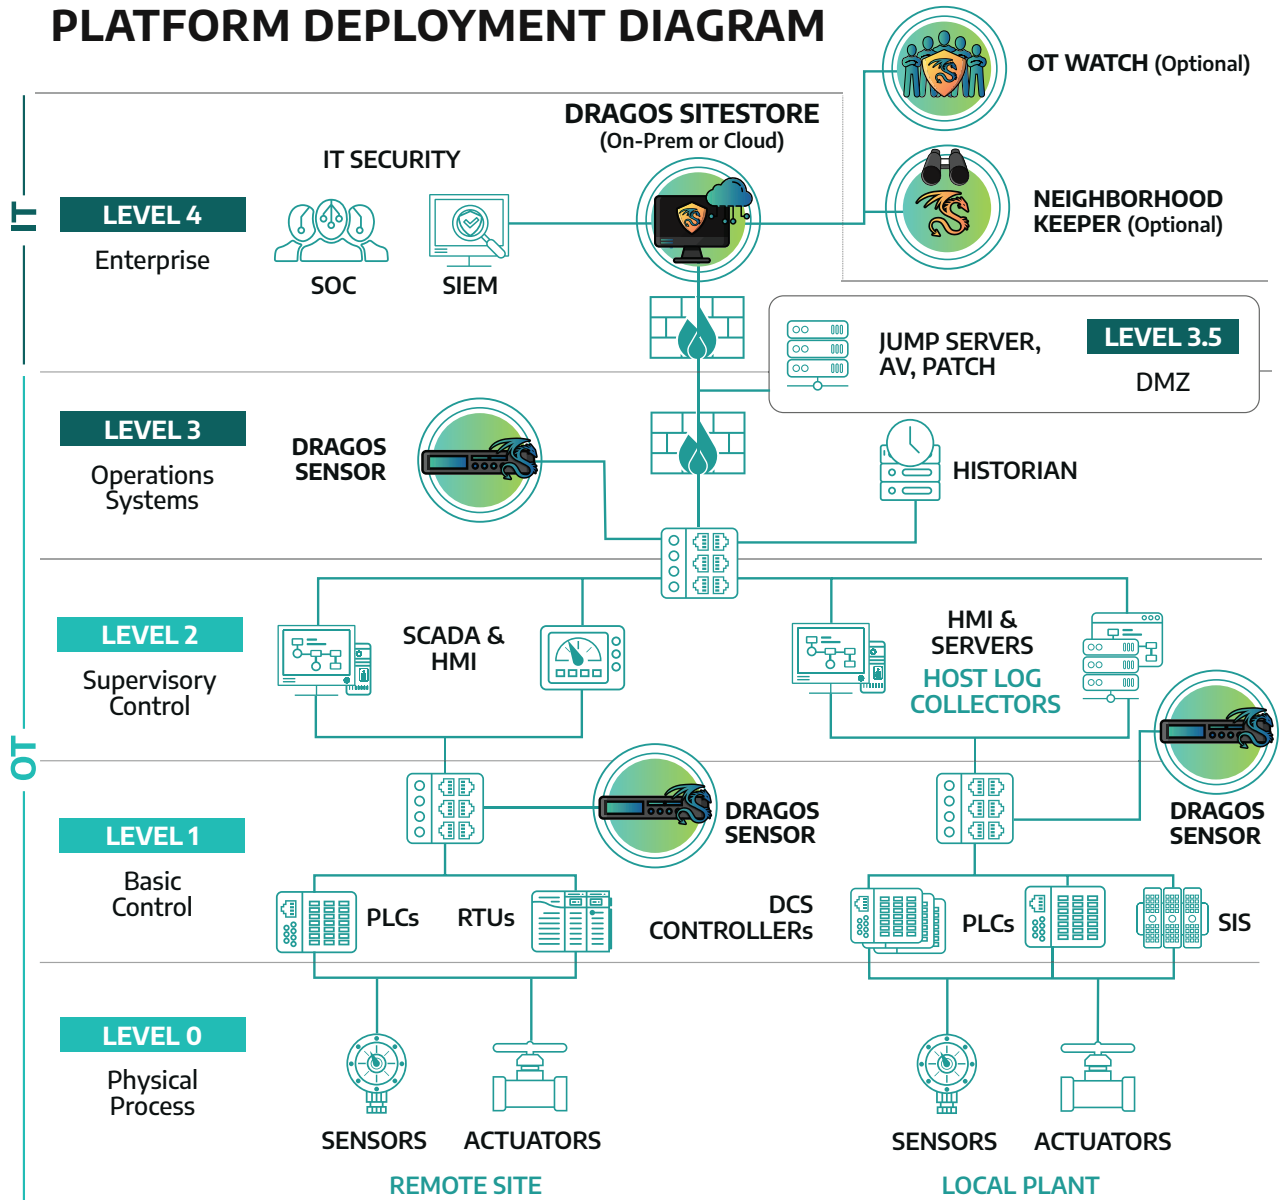 PLATFORM DEPLOYMENT DIAGRAM
OT WATCH (Optional)
DRAGOS SITESTORE
(On-Prem or Cloud)
IT SECURITY
IT
LEVEL 4
Enterprise
SOC
SIEM
NEIGHBORHOOD
KEEPER (Optional)
JUMP SERVER,
AV, PATCH
LEVEL 3.5
DMZ
LEVEL 3
Operations
Systems
DRAGOS
SENSOR
HISTORIAN
OT
LEVEL 2
Supervisory
Control
SCADA &
HMI
HMI &
SERVERS
HOST LOG
COLLECTORS
LEVEL 1
Basic
Control
DRAGOS
SENSOR
DRAGOS
SENSOR
PLCs
RTUs
DCS
CONTROLLERs
PLCs
SIS
LEVEL 0
Physical
Process
SENSORS
ACTUATORS
SENSORS
ACTUATORS
REMOTE SITE
LOCAL PLANT